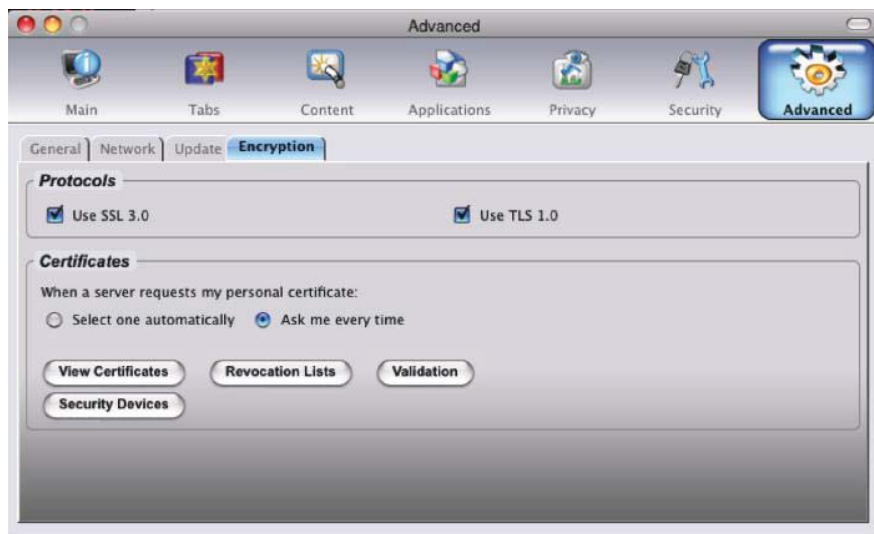 Advanced
Main Tabs Content Applications Privacy Security Advanced
General Network Update Encryption
Protocols
Use SSL 3.0 Use TLS 1.0
Certificates
When a server requests my personal certificate:
Select one automatically Ask me every time
View Certificates Revocation Lists Validation
Security Devices